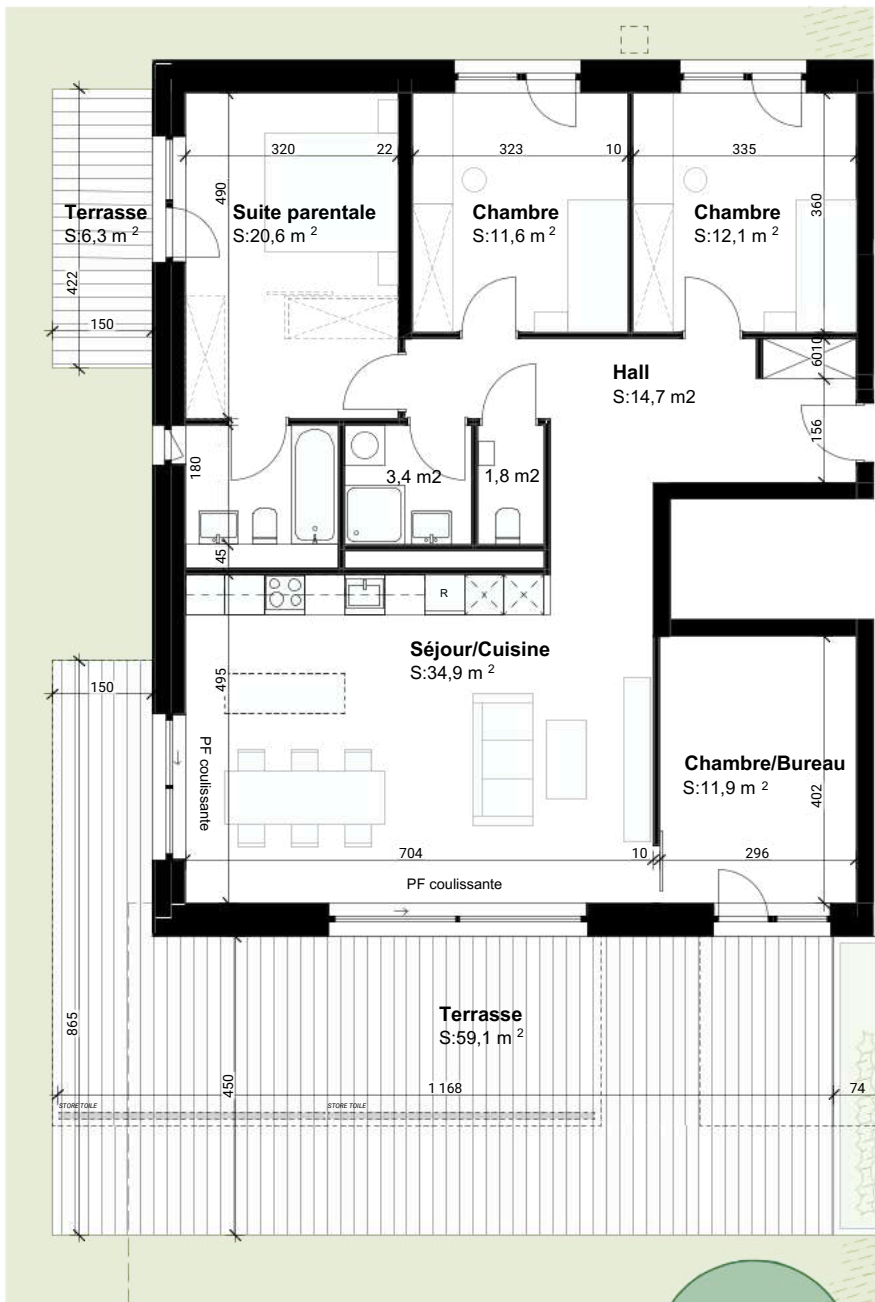 320
22
323
10
335
490
360
Terrasse
S:6,3 m 2
Suite parentale
S:20,6 m 2
Chambre
S:11,6 m 2
Chambre
S:12,1 m 2
422
150
10
60
Hall
S:14,7 m2
156
180
3,4 m2
1,8 m2
45
R
Séjour/Cuisine
S:34,9 m 2
495
150
PF coulissante
Chambre/Bureau
S:11,9 m 2
402
704
10
296
PF coulissante
Terrasse
S:59,1 m 2
865
450
1 168
74
STORE TOILE
STORE TOILE